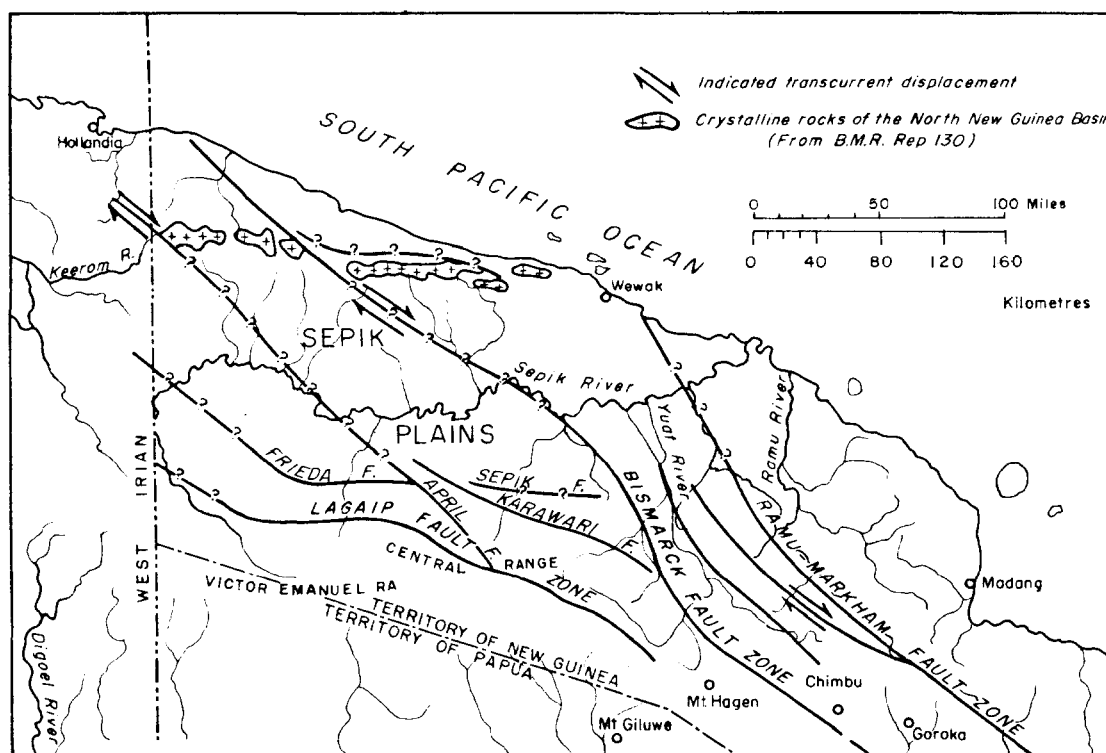 Indicated transcurrent displacement
Crystalline rocks of the North New Guinea Basin
(From B.M.R. Rep 130)
0 50 100 Miles
0 40 80 120 160
Kilometres
SOUTH PACIFIC OCEAN
Hollandia
Keerom R.
Wewak
SEPIK
PLAINS
Sepik River
Yuat River
Ramu River
WEST IRIAN
FRIEDA F.
APRIL F.
SEPIK F.
KARAWARI F.
LAGAIP FAULT ZONE
CENTRAL RANGE
BISMARCK FAULT ZONE
RAMU-MARKHAM FAULT ZONE
VICTOR EMANUEL RA
TERRITORY OF NEW GUINEA
TERRITORY OF PAPUA
Digoel River
Madang
Chimbu
Mt Hagen
Goroka
Mt Giluwe
? ? ? ? ? ? ? ? ? ? ? ? ? ? ? ? ? ? ? ? ? ? ? ? ? ? ?